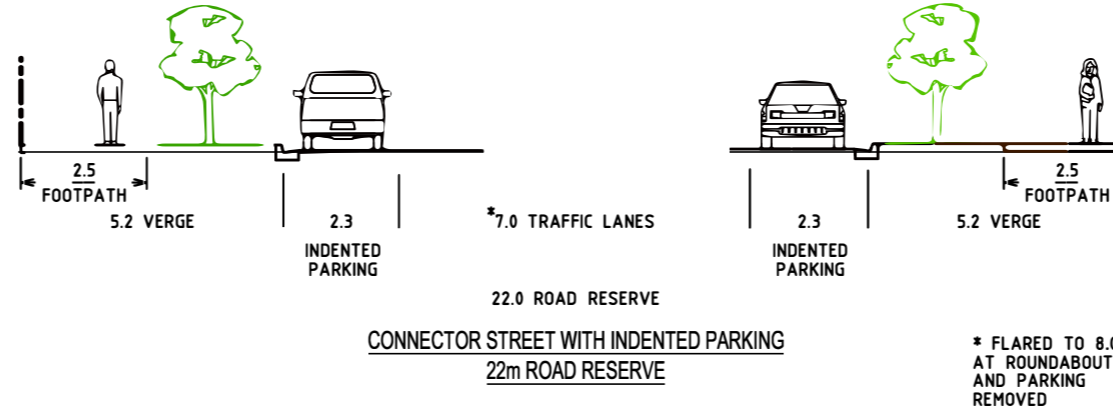 2.5
FOOTPATH
5.2 VERGE
2.3
INDENTED
PARKING
*7.0 TRAFFIC LANES
2.3
INDENTED
PARKING
2.5
FOOTPATH
5.2 VERGE
22.0 ROAD RESERVE
CONNECTOR STREET WITH INDENTED PARKING
22m ROAD RESERVE
* FLARED TO 8.0
AT ROUNDABOUT
AND PARKING
REMOVED